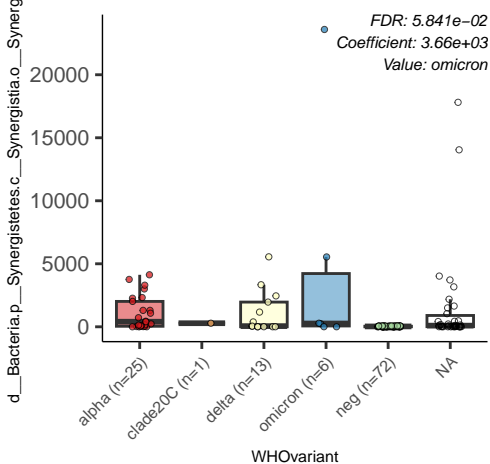 FDR: 5.841e−02
Coefficient: 3.66e+03
Value: omicron
d__Bacteria.p__Synergistetes.c__Synergistia.o__Synerg
20000
15000
10000
5000
0
alpha (n=25)
clade20C (n=1)
delta (n=13)
omicron (n=6)
neg (n=72)
NA
WHOvariant